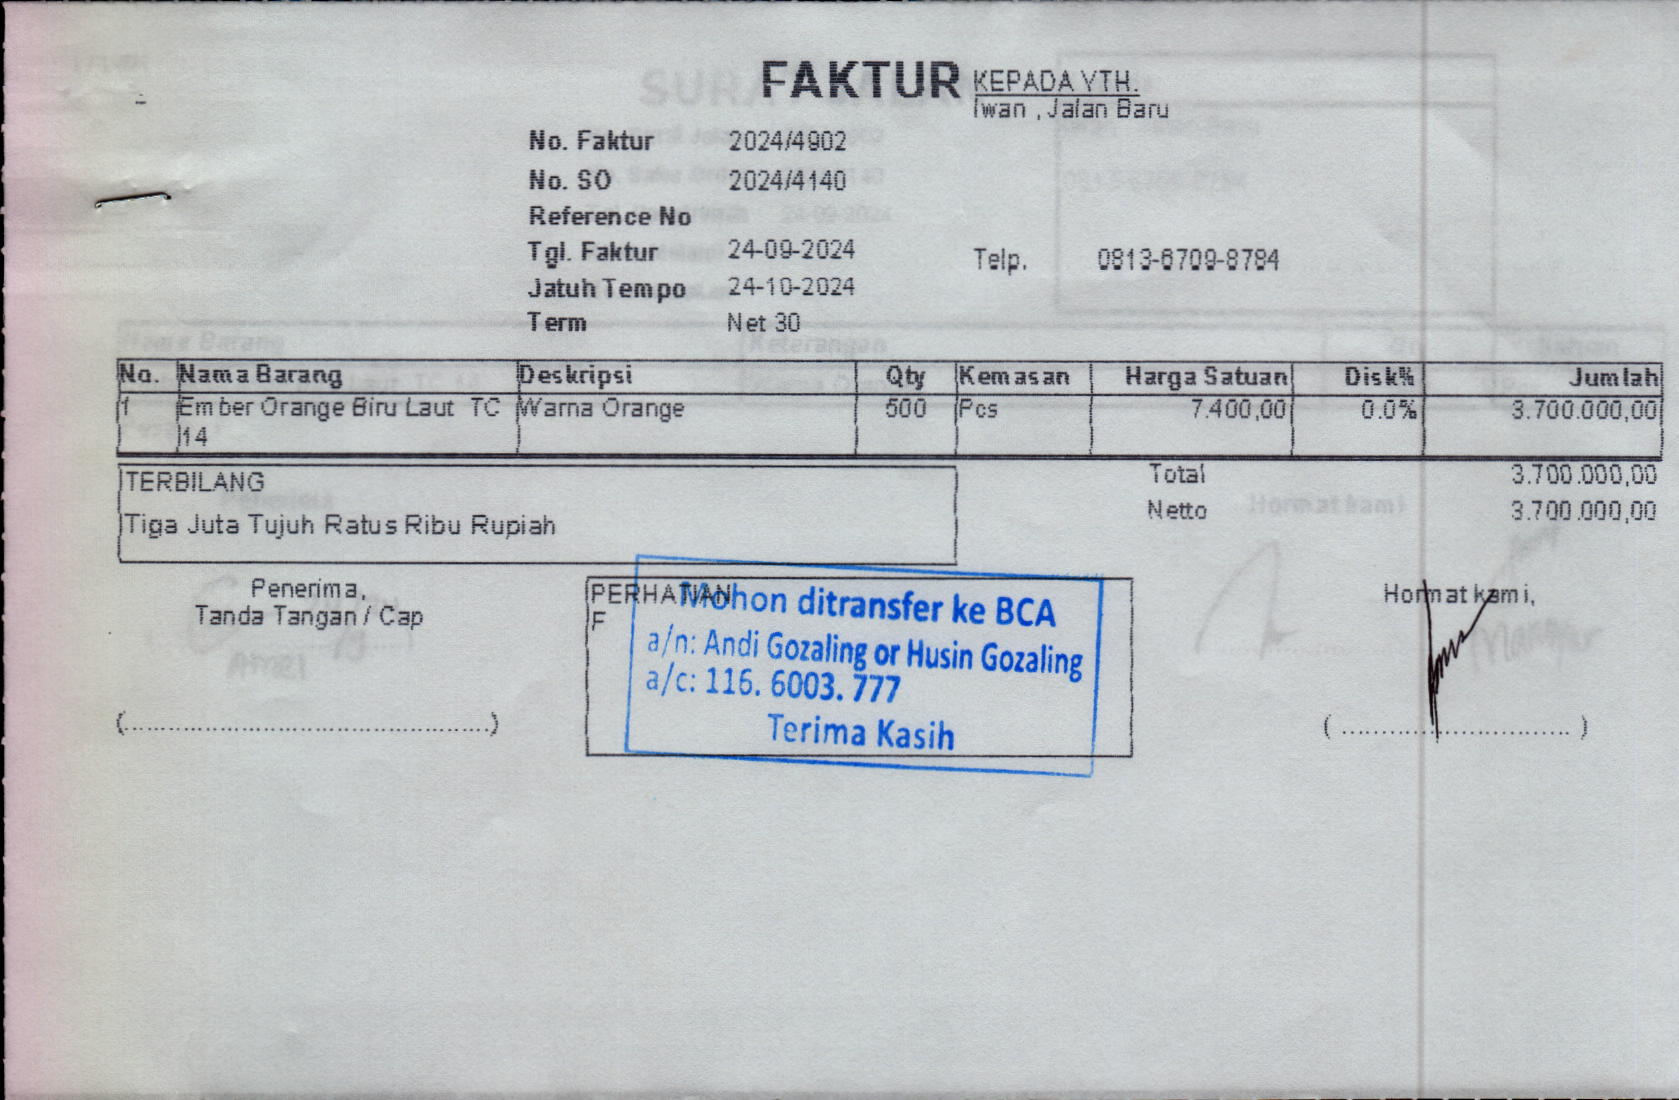 FAKTUR
KEPADA YTH.
Iwan , Jalan Baru
No. Faktur 2024/4902
No. SO 2024/4140
Reference No
Tgl. Faktur 24-09-2024
Telp. 0813-6709-8784
Jatuh Tempo 24-10-2024
Term Net 30
No. Nama Barang Deskripsi Qty Kemasan Harga Satuan Disk% Jumlah
1 Ember Orange Biru Laut TC Warna Orange 500 Pcs 7.400,00 0.0% 3.700.000,00
14
TERBILANG
Tiga Juta Tujuh Ratus Ribu Rupiah
Total 3.700.000,00
Netto 3.700.000,00
Penerima,
Tanda Tangan / Cap
(............................................)
PERHATIAN
F
Mohon ditransfer ke BCA
a/n: Andi Gozaling or Husin Gozaling
a/c: 116. 6003. 777
Terima Kasih
Hormat kami,
( ............................ )